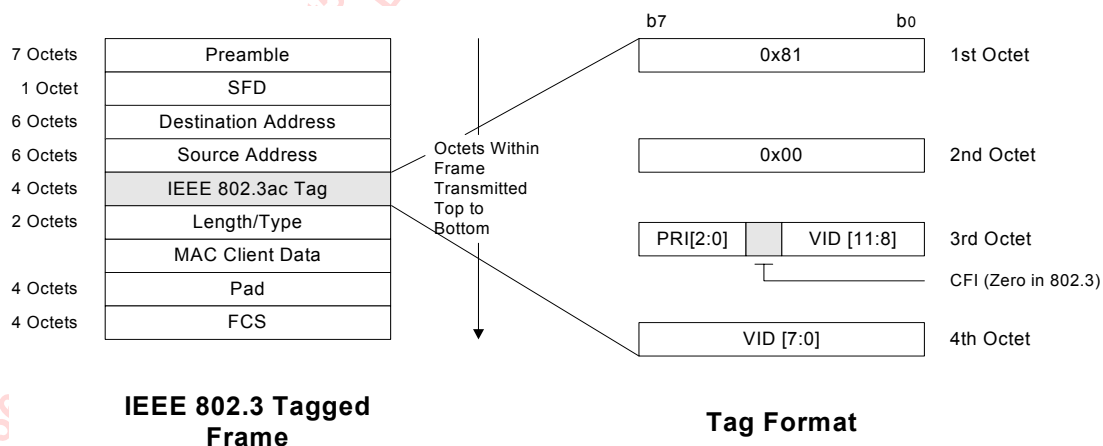 b7 b0
7 Octets Preamble 0x81 1st Octet
1 Octet SFD
6 Octets Destination Address
6 Octets Source Address
Octets Within
Frame
Transmitted
Top to
Bottom
0x00 2nd Octet
4 Octets IEEE 802.3ac Tag
2 Octets Length/Type
PRI[2:0] VID [11:8] 3rd Octet
MAC Client Data
CFI (Zero in 802.3)
4 Octets Pad
4 Octets FCS
VID [7:0] 4th Octet
IEEE 802.3 Tagged
Frame
Tag Format